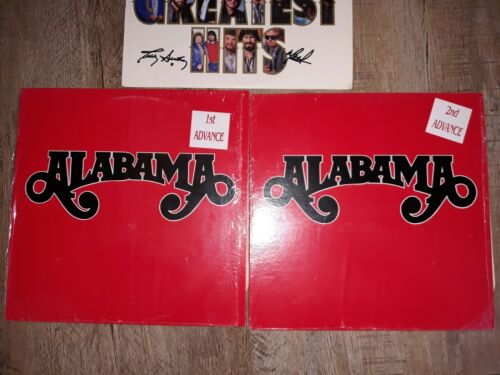 GREATEST
HITS
1st
ADVANCE
ALABAMA
2nd
ADVANCE
ALABAMA